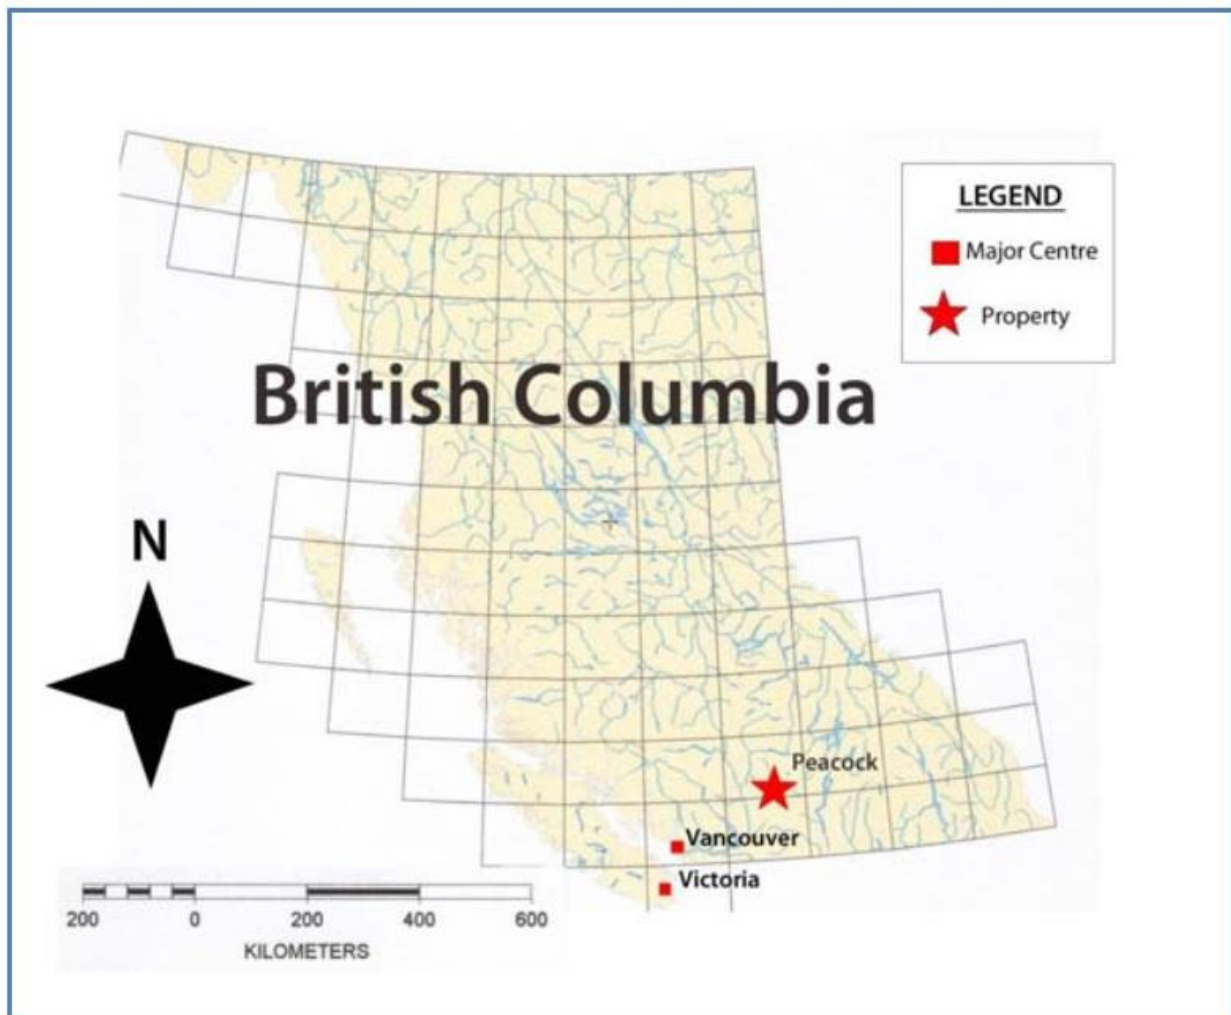 LEGEND
Major Centre
Property
British Columbia
N
Peacock
Vancouver
Victoria
200 0 200 400 600
KILOMETERS